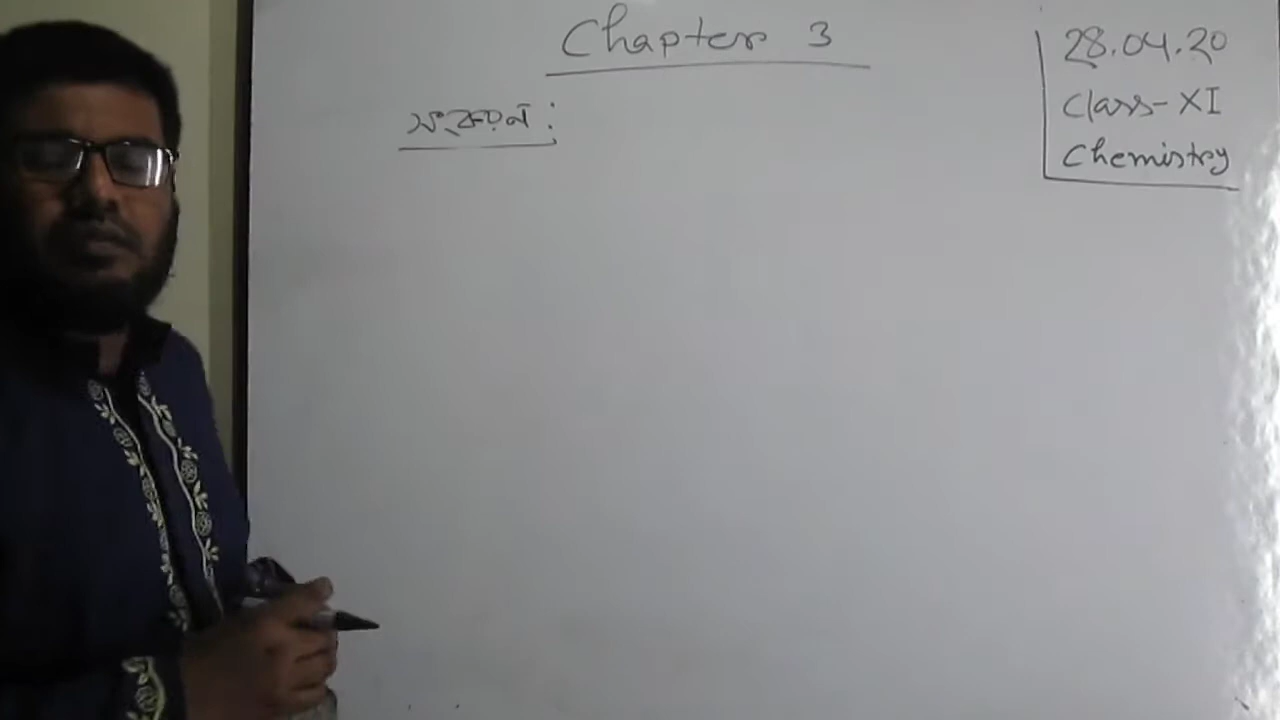 Chapter 3
28.04.20
Class-XI
Chemistry
সংকরণ: